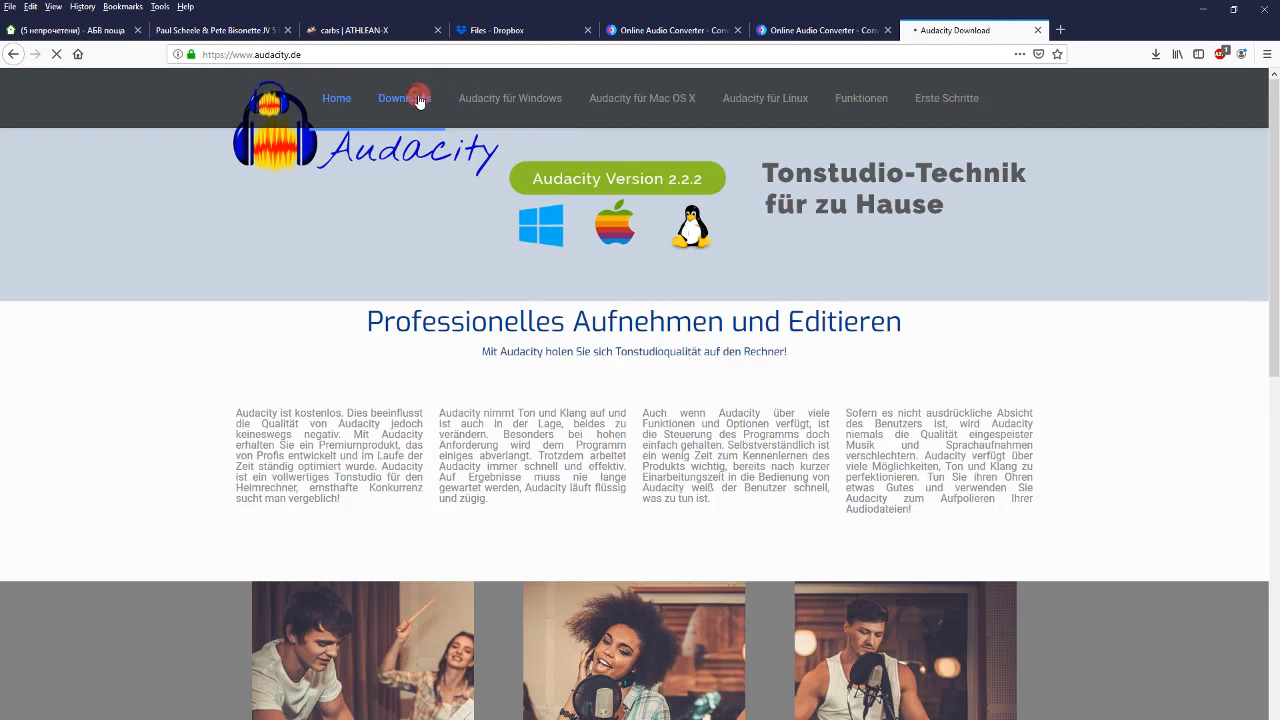 File Edit View History Bookmarks Tools Help
(5 непрочетени) - АБВ поща
Paul Scheele & Pete Bisonette JV 5
carbs | ATHLEAN-X
Files - Dropbox
Online Audio Converter - Con
Online Audio Converter - Con
Audacity Download
https://www.audacity.de
1
Home Downloads Audacity für Windows Audacity für Mac OS X Audacity für Linux Funktionen Erste Schritte
Audacity
Audacity Version 2.2.2
Tonstudio-Technik
für zu Hause
Professionelles Aufnehmen und Editieren
Mit Audacity holen Sie sich Tonstudioqualität auf den Rechner!
Audacity ist kostenlos. Dies beeinflusst
die Qualität von Audacity jedoch
keineswegs negativ. Mit Audacity
erhalten Sie ein Premiumprodukt, das
von Profis entwickelt und im Laufe der
Zeit ständig optimiert wurde. Audacity
ist ein vollwertiges Tonstudio für den
Heimrechner, ernsthafte Konkurrenz
sucht man vergeblich!
Audacity nimmt Ton und Klang auf und
ist auch in der Lage, beides zu
verändern. Besonders bei hohen
Anforderung wird dem Programm
einiges abverlangt. Trotzdem arbeitet
Audacity immer schnell und effektiv.
Auf Ergebnisse muss nie lange
gewartet werden, Audacity läuft flüssig
und zügig.
Auch wenn Audacity über viele
Funktionen und Optionen verfügt, ist
die Steuerung des Programms doch
einfach gehalten. Selbstverständlich ist
ein wenig Zeit zum Kennenlernen des
Produkts wichtig, bereits nach kurzer
Einarbeitungszeit in die Bedienung von
Audacity weiß der Benutzer schnell,
was zu tun ist.
Sofern es nicht ausdrückliche Absicht
des Benutzers ist, wird Audacity
niemals die Qualität eingespeister
Musik und Sprachaufnahmen
verschlechtern. Audacity verfügt über
viele Möglichkeiten, Ton und Klang zu
perfektionieren. Tun Sie ihren Ohren
etwas Gutes und verwenden Sie
Audacity zum Aufpolieren Ihrer
Audiodateien!